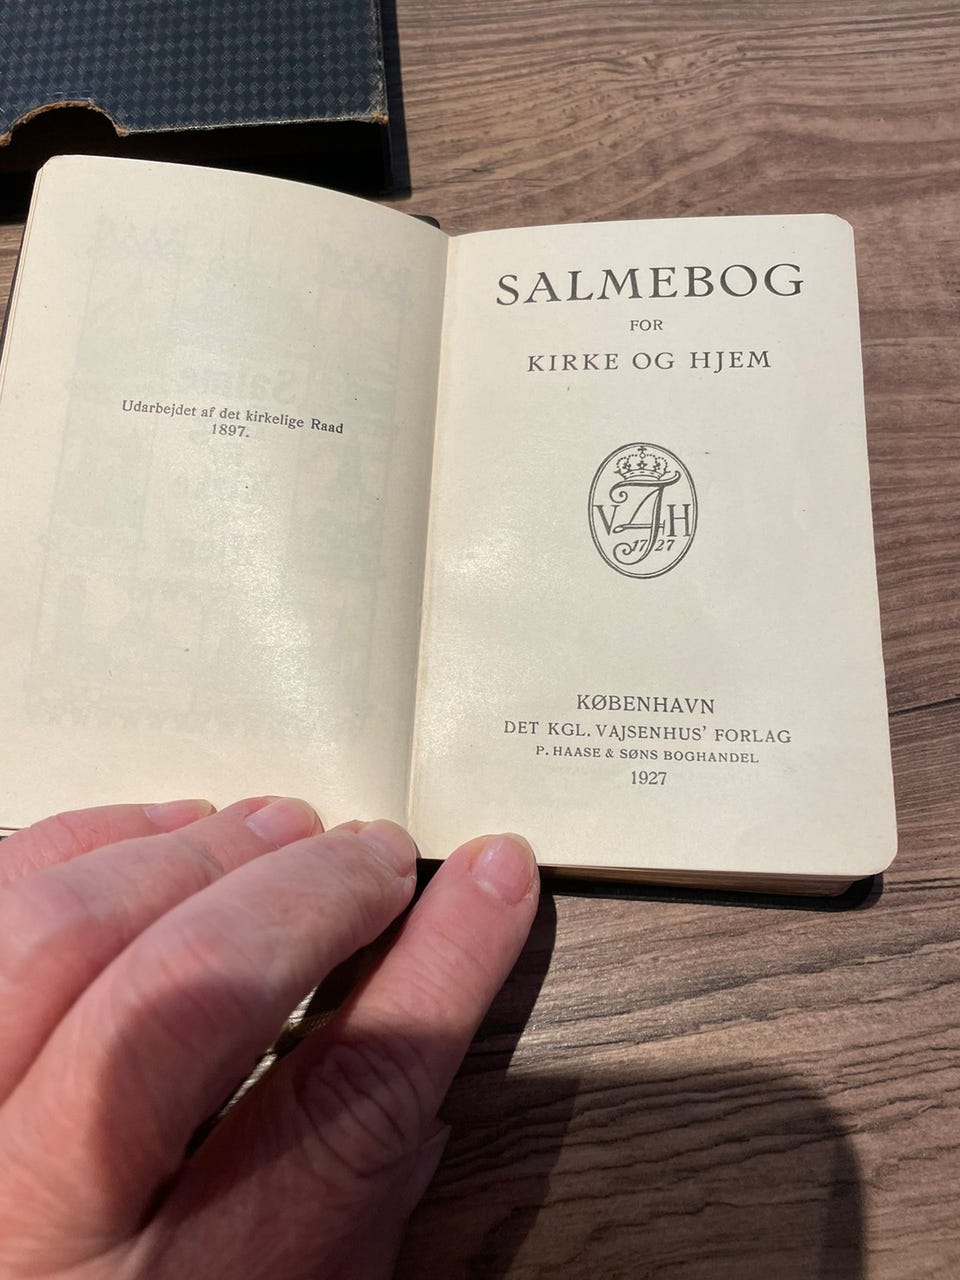 Udarbejdet af det kirkelige Raad
1897.
SALMEBOG
FOR
KIRKE OG HJEM
V H
1727
KØBENHAVN
DET KGL. VAJSENHUS' FORLAG
P. HAASE & SØNS BOGHANDEL
1927